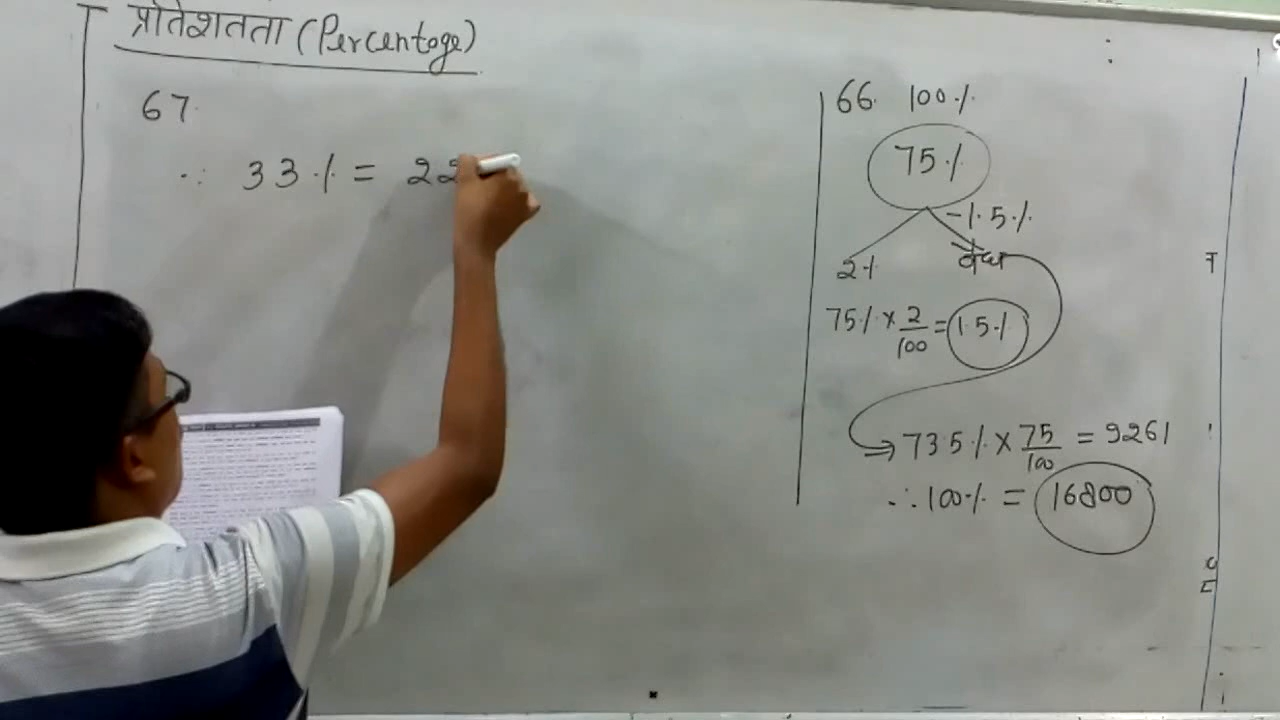 प्रतिशतता (Percentage)
67.
∴ 33% = 22
66. 100%
75%
-1.5%
2% वैध
75% × 2/100 = 1.5%
73.5% × 75/100 = 9261
∴ 100% = 16800